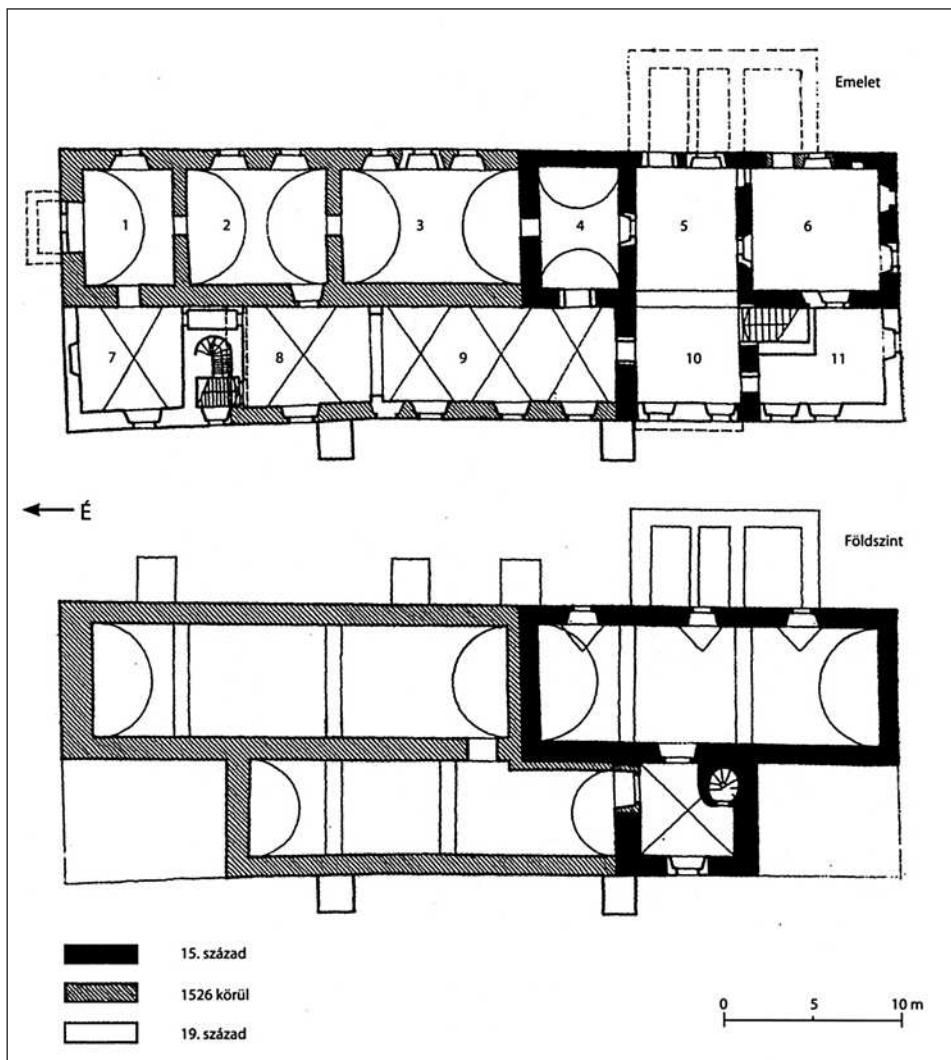 Emelet
1 2 3 4 5 6
7 8 9 10 11
É
Földszint
15. század
1526 körül
19. század
0 5 10 m